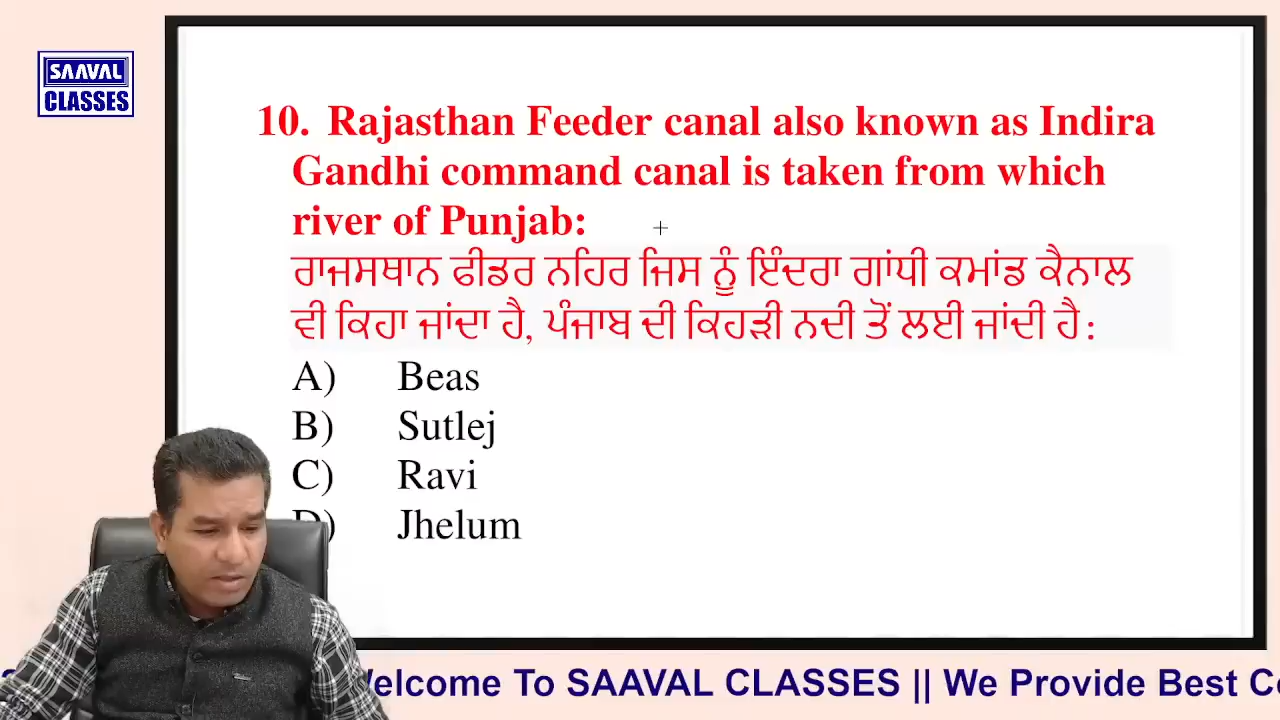 SAAVAL
CLASSES
10. Rajasthan Feeder canal also known as Indira
Gandhi command canal is taken from which
river of Punjab:
ਰਾਜਸਥਾਨ ਫੀਡਰ ਨਹਿਰ ਜਿਸ ਨੂੰ ਇੰਦਰਾ ਗਾਂਧੀ ਕਮਾਂਡ ਕੈਨਾਲ
ਵੀ ਕਿਹਾ ਜਾਂਦਾ ਹੈ, ਪੰਜਾਬ ਦੀ ਕਿਹੜੀ ਨਦੀ ਤੋਂ ਲਈ ਜਾਂਦੀ ਹੈ:
A) Beas
B) Sutlej
C) Ravi
D) Jhelum
Welcome To SAAVAL CLASSES || We Provide Best